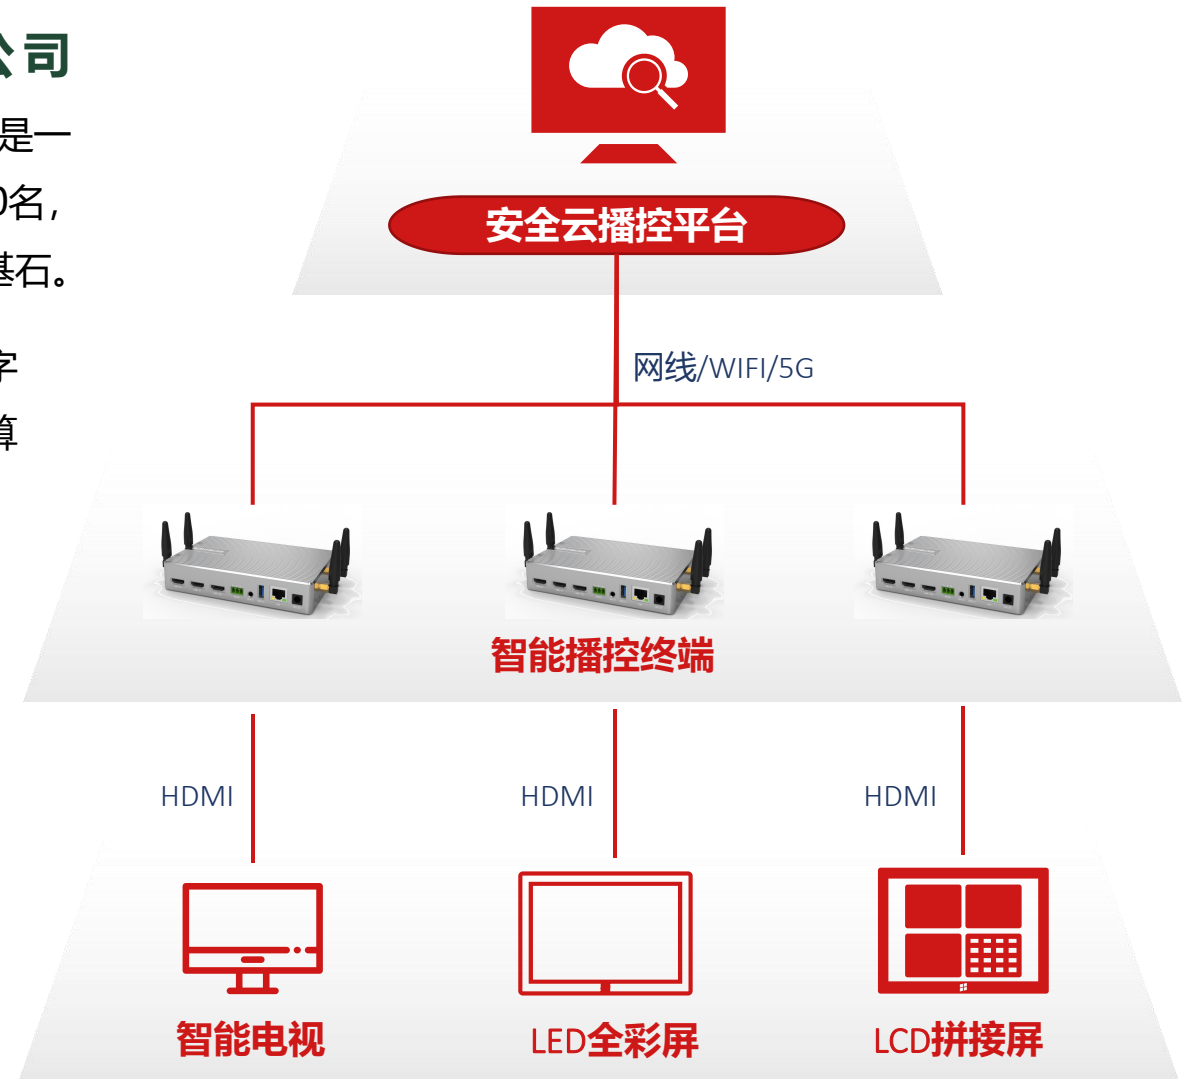 公司
是一
0名，
基石。
字
算
安全云播控平台
网线/WIFI/5G
智能播控终端
HDMI
HDMI
HDMI
智能电视
LED全彩屏
LCD拼接屏